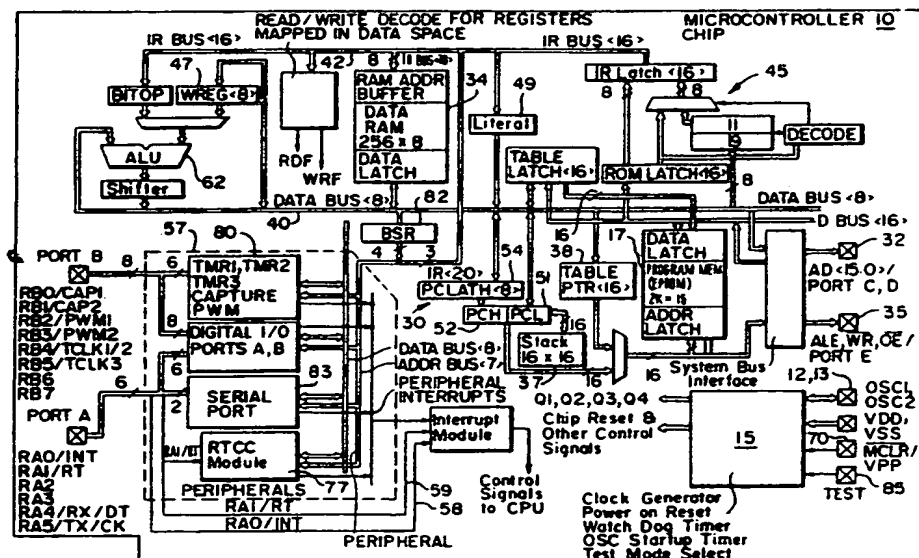 READ/WRITE DECODE FOR REGISTERS
MAPPED IN DATA SPACE
MICROCONTROLLER 10
CHIP
IR BUS<16>
47
42
8
34
IR BUS<16>
IR Latch <16>
45
BITOP
WREG<8>
RAM ADDR
BUFFER
DATA
RAM
256 x 8
DATA
LATCH
49
Literal
8
8
11
19
DECODE
ALU
62
Shifter
RDF
WRF
TABLE
LATCH<16>
ROM LATCH<16>
8
DATA BUS<8>
40
82
BSR
4
3
16
38
17
DATA BUS <8>
D BUS <16>
57
80
PORT B
8
6
TMR1, TMR2
TMR3
CAPTURE
PWM
IR<20>
54
PCLATH<8>
30
52
PCH
PCL
51
TABLE
PTR<16>
DATA
LATCH
PROGRAM MEM
(EPROM)
2K x 16
ADDR
LATCH
32
AD <15.0>/
PORT C, D
35
ALE, WR, OE/
PORT E
RB0/CAP1
RB1/CAP2
RB2/PWM1
RB3/PWM2
RB4/TCLK1/2
RB5/TCLK3
RB6
RB7
8
DIGITAL I/O
PORTS A, B
6
DATA BUS<8>
ADDR BUS<7>
16
Stack
16 x 16
37
16
16
System Bus
Interface
6
2
83
SERIAL
PORT
PERIPHERAL
INTERRUPTS
Q1, Q2, Q3, Q4
Chip Reset &
Other Control
Signals
12, 13
OSC1,
OSC2
VDD,
VSS
70
MCLR/
VPP
85
TEST
15
PORT A
RA0/INT
RA1/RT
RA2
RA3
RA4/RX/DT
RA5/TX/CK
RA1/RT
RTCC
Module
77
PERIPHERALS
Interrupt
Module
Control
Signals
to CPU
59
58
RA1/RT
RA0/INT
PERIPHERAL
Clock Generator
Power on Reset
Watch Dog Timer
OSC Startup Timer
Test Mode Select